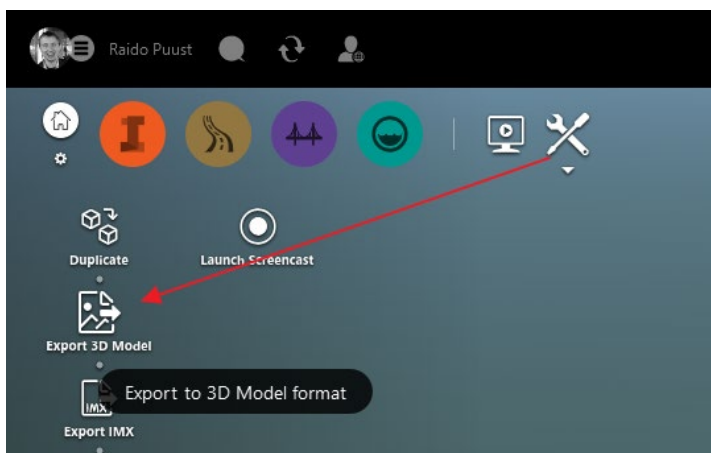 Raido Puust
Duplicate
Launch Screencast
Export 3D Model
Export to 3D Model format
IMX
Export IMX